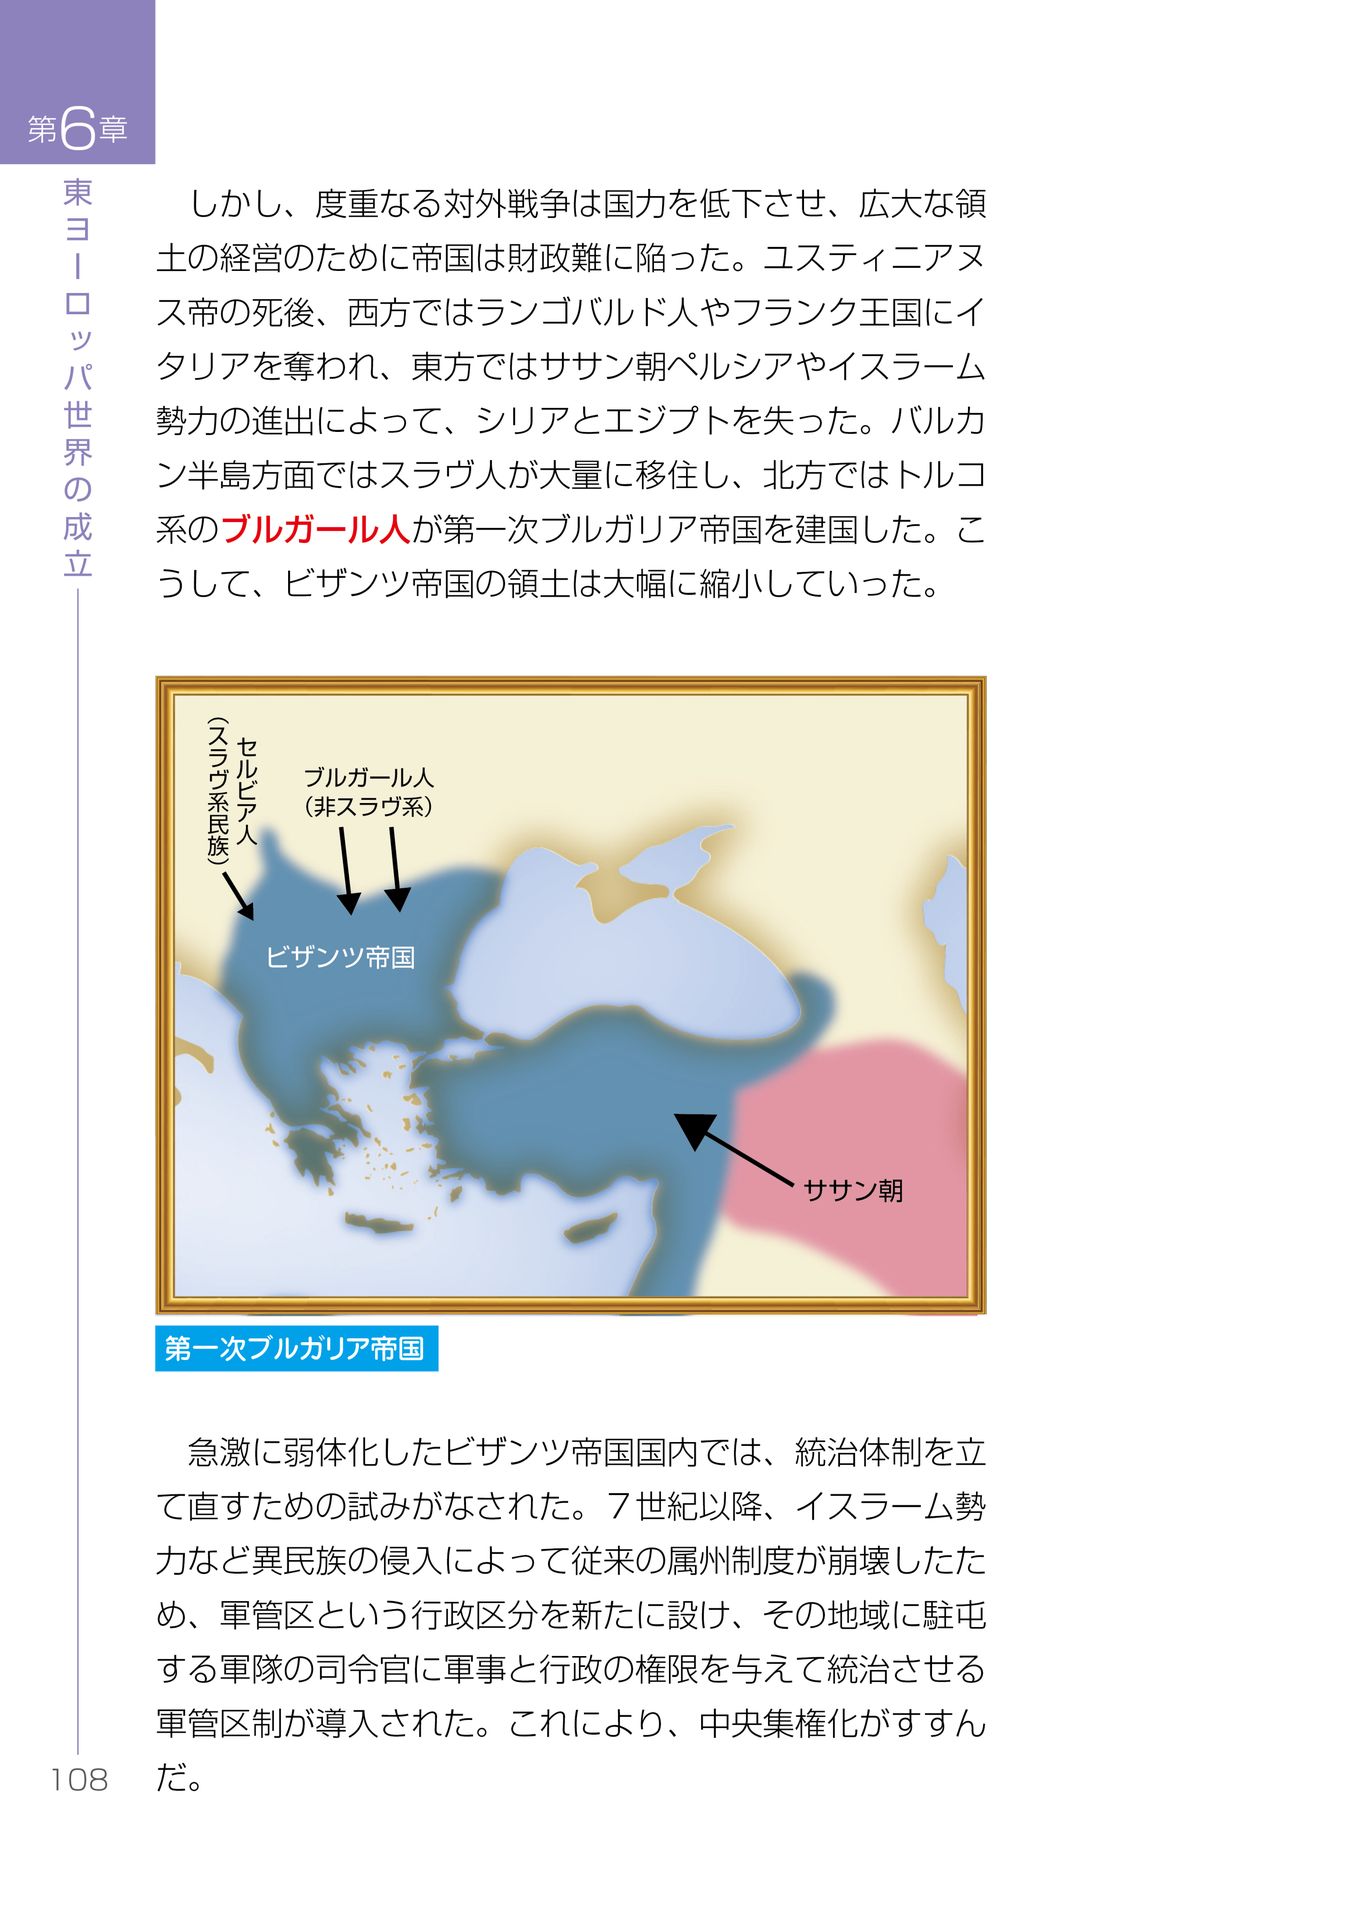 第6章
東ヨーロッパ世界の成立
　しかし、度重なる対外戦争は国力を低下させ、広大な領
土の経営のために帝国は財政難に陥った。ユスティニアヌ
ス帝の死後、西方ではランゴバルド人やフランク王国にイ
タリアを奪われ、東方ではササン朝ペルシアやイスラーム
勢力の進出によって、シリアとエジプトを失った。バルカ
ン半島方面ではスラヴ人が大量に移住し、北方ではトルコ
系のブルガール人が第一次ブルガリア帝国を建国した。こ
うして、ビザンツ帝国の領土は大幅に縮小していった。
セルビア人
（スラヴ系民族）
ブルガール人
（非スラヴ系）
ビザンツ帝国
ササン朝
第一次ブルガリア帝国
　急激に弱体化したビザンツ帝国国内では、統治体制を立
て直すための試みがなされた。７世紀以降、イスラーム勢
力など異民族の侵入によって従来の属州制度が崩壊したた
め、軍管区という行政区分を新たに設け、その地域に駐屯
する軍隊の司令官に軍事と行政の権限を与えて統治させる
軍管区制が導入された。これにより、中央集権化がすすん
だ。
108